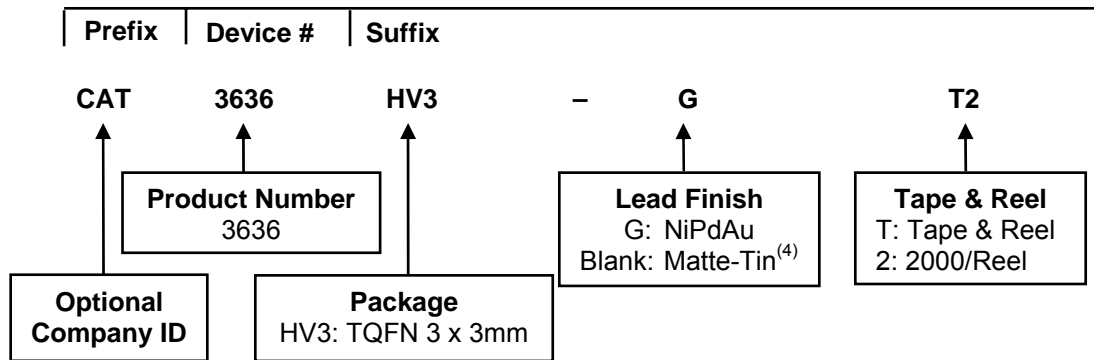 Prefix Device # Suffix
CAT 3636 HV3 – G T2
Product Number
3636
Lead Finish
G: NiPdAu
Blank: Matte-Tin(4)
Tape & Reel
T: Tape & Reel
2: 2000/Reel
Optional
Company ID
Package
HV3: TQFN 3 x 3mm